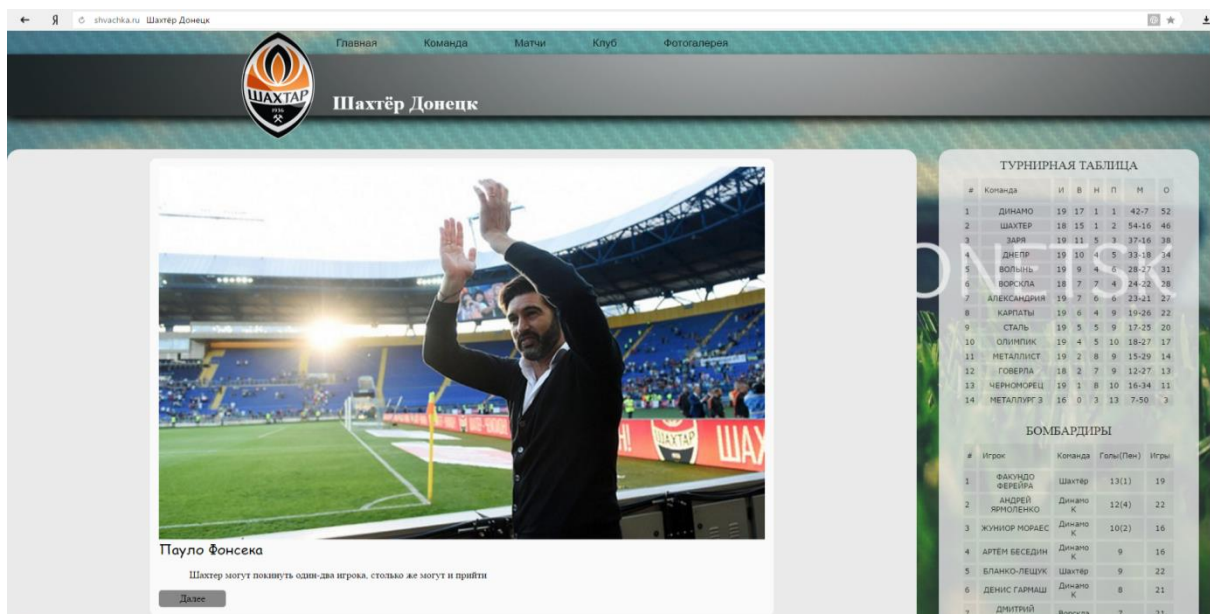 shvachka.ru Шахтёр Донецк
Главная Команда Матчи Клуб Фотогалерея
ШАХТАР
1936
Шахтёр Донецк
ШАХТАР ШАХ
Пауло Фонсека
Шахтер могут покинуть один-два игрока, столько же могут и прийти
Далее
ONETSK
ТУРНИРНАЯ ТАБЛИЦА
# Команда И В Н П М О
1 ДИНАМО 19 17 1 1 42-7 52
2 ШАХТЕР 18 15 1 2 54-16 46
3 ЗАРЯ 19 11 5 3 37-16 38
4 ДНЕПР 19 10 4 5 33-18 34
5 ВОЛЫНЬ 19 9 4 6 28-27 31
6 ВОРСКЛА 18 7 7 4 24-22 28
7 АЛЕКСАНДРИЯ 19 7 6 6 23-21 27
8 КАРПАТЫ 19 6 4 9 19-26 22
9 СТАЛЬ 19 5 5 9 17-25 20
10 ОЛИМПИК 19 4 5 10 18-27 17
11 МЕТАЛЛИСТ 19 2 8 9 15-29 14
12 ГОВЕРЛА 18 2 7 9 12-27 13
13 ЧЕРНОМОРЕЦ 19 1 8 10 16-34 11
14 МЕТАЛЛУРГ З 16 0 3 13 7-50 3
БОМБАРДИРЫ
# Игрок Команда Голы(Пен) Игры
1 ФАКУНДО ФЕРЕЙРА Шахтёр 13(1) 19
2 АНДРЕЙ ЯРМОЛЕНКО Динамо К 12(4) 22
3 ЖУНИОР МОРАЕС Динамо К 10(2) 16
4 АРТЁМ БЕСЕДИН Динамо К 9 16
5 БЛАНКО-ЛЕЩУК Шахтёр 9 22
6 ДЕНИС ГАРМАШ Динамо К 8 21
7 ДМИТРИЙ Ворскла 7 21